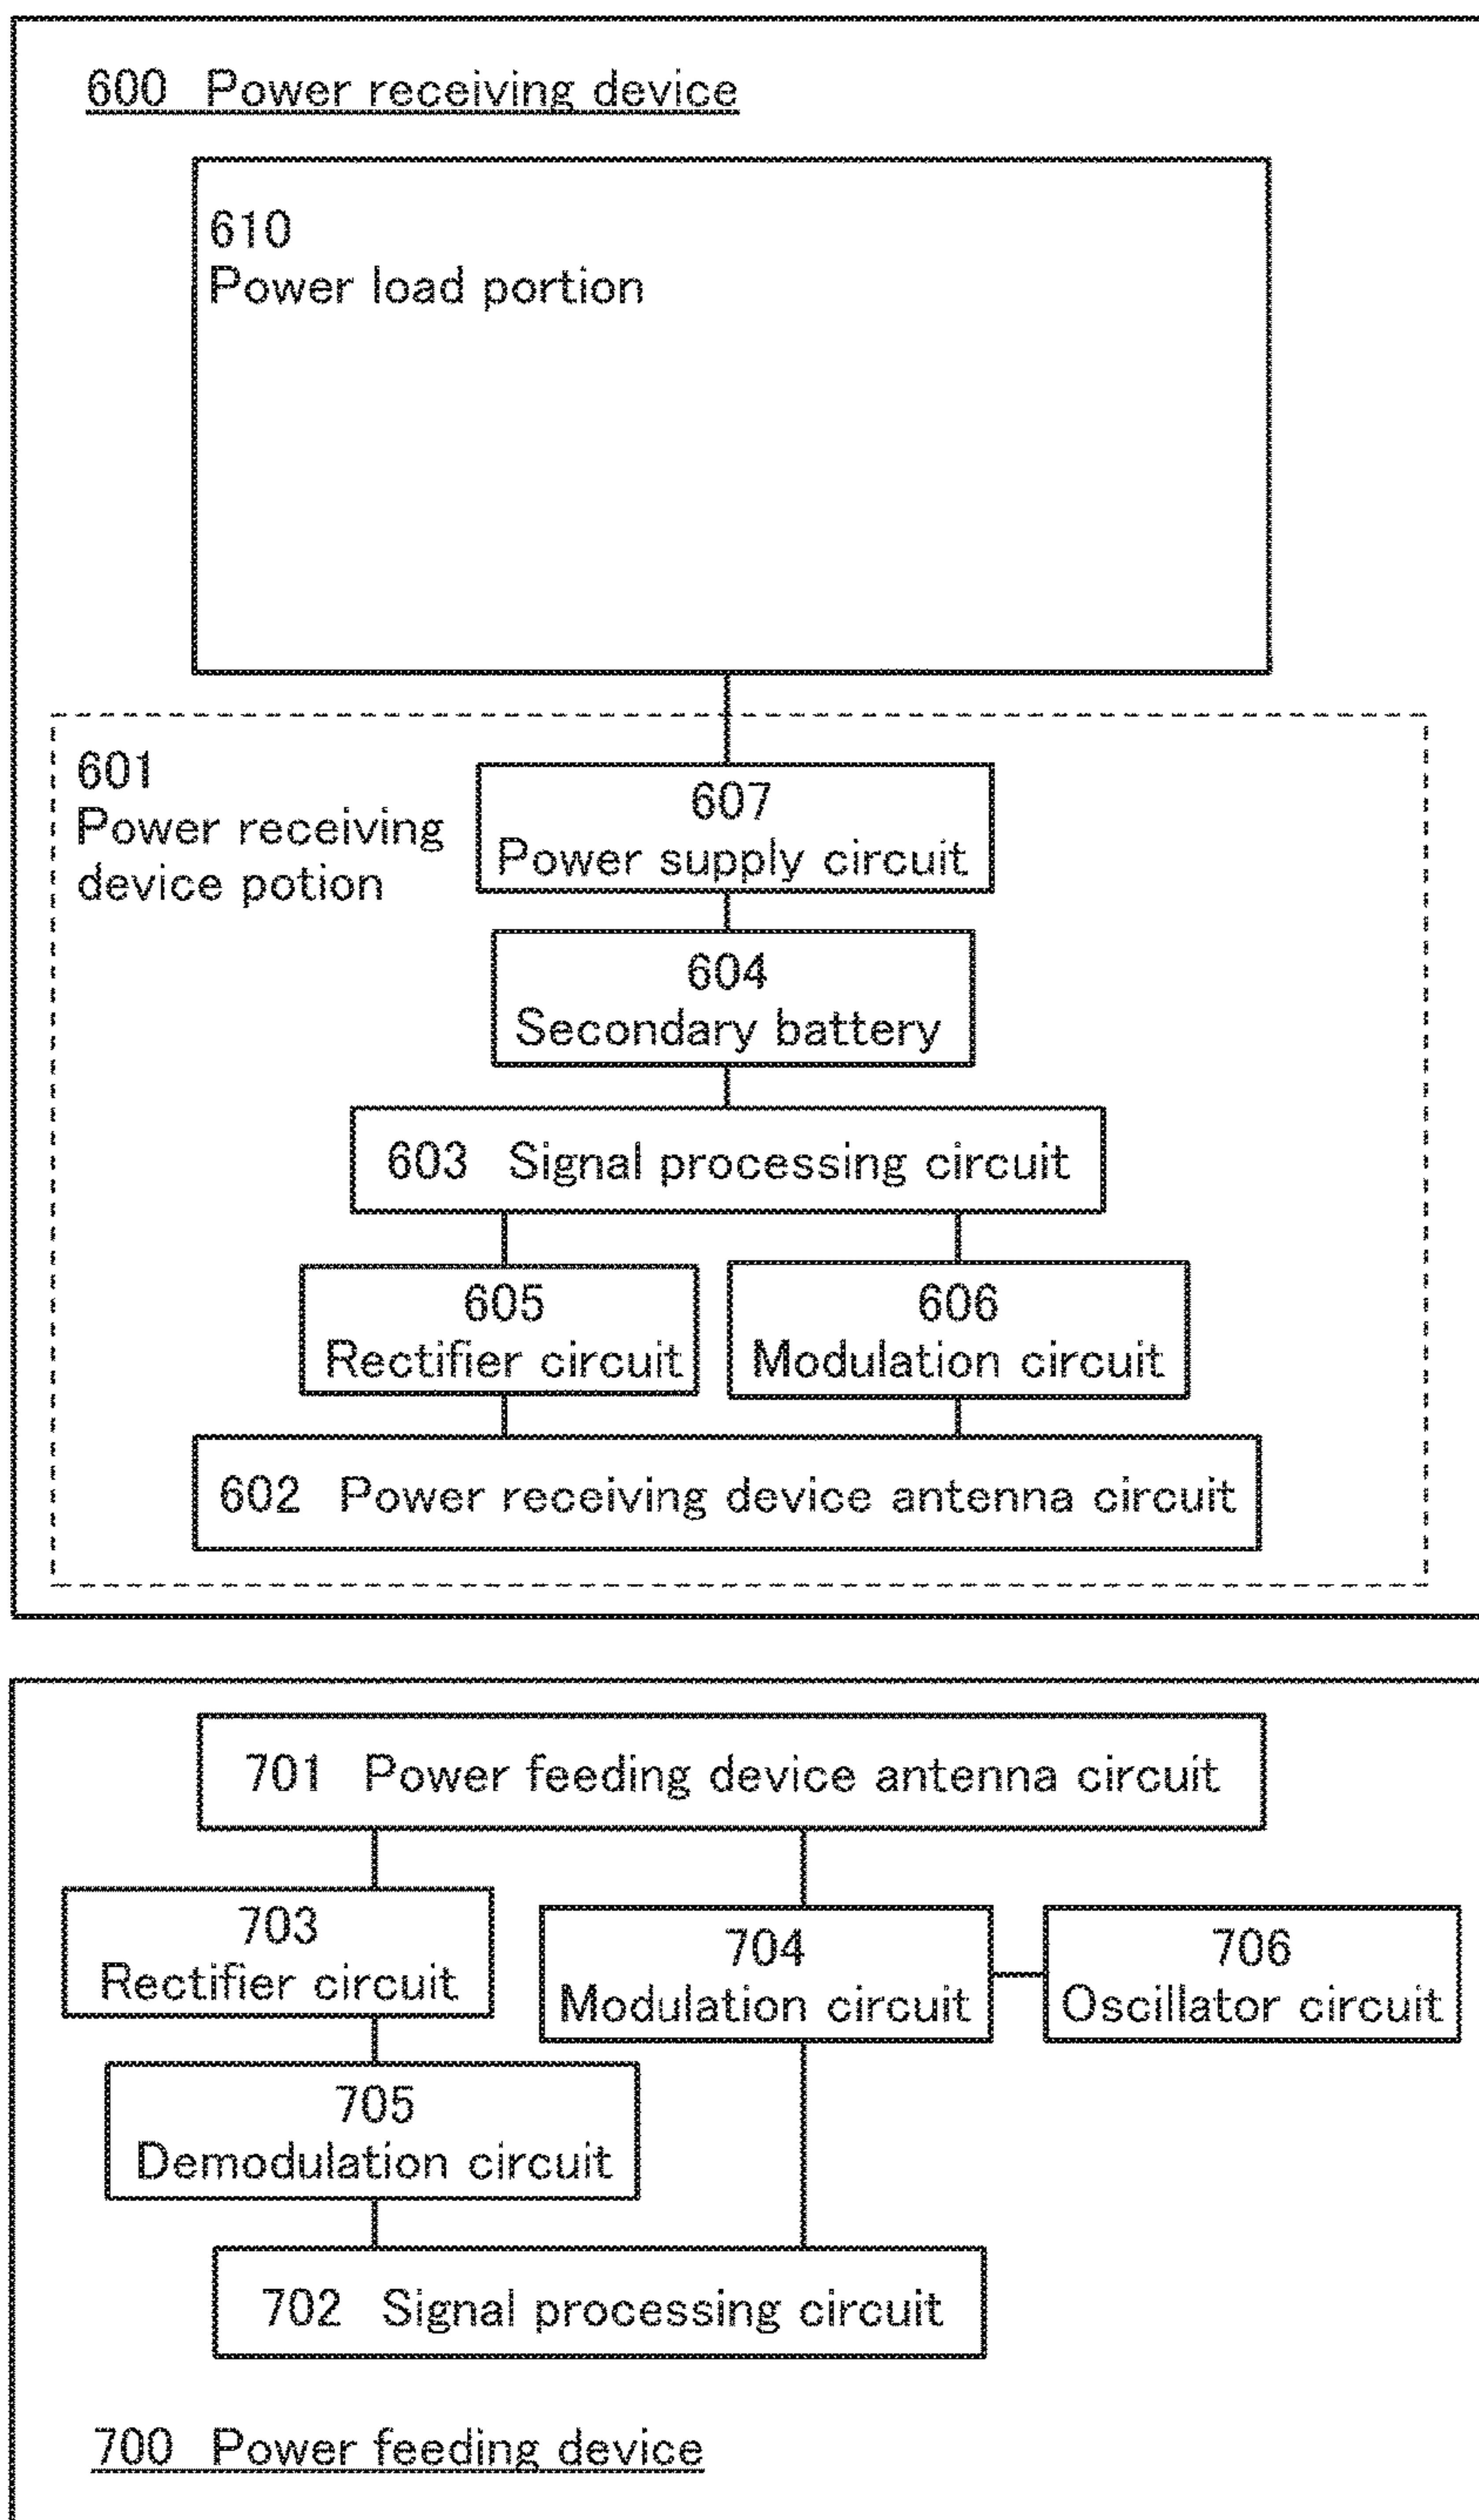 600 Power receiving device
610
Power load portion
601
Power receiving
device potion
607
Power supply circuit
604
Secondary battery
603 Signal processing circuit
605
Rectifier circuit
606
Modulation circuit
602 Power receiving device antenna circuit
701 Power feeding device antenna circuit
703
Rectifier circuit
704
Modulation circuit
706
Oscillator circuit
705
Demodulation circuit
702 Signal processing circuit
700 Power feeding device